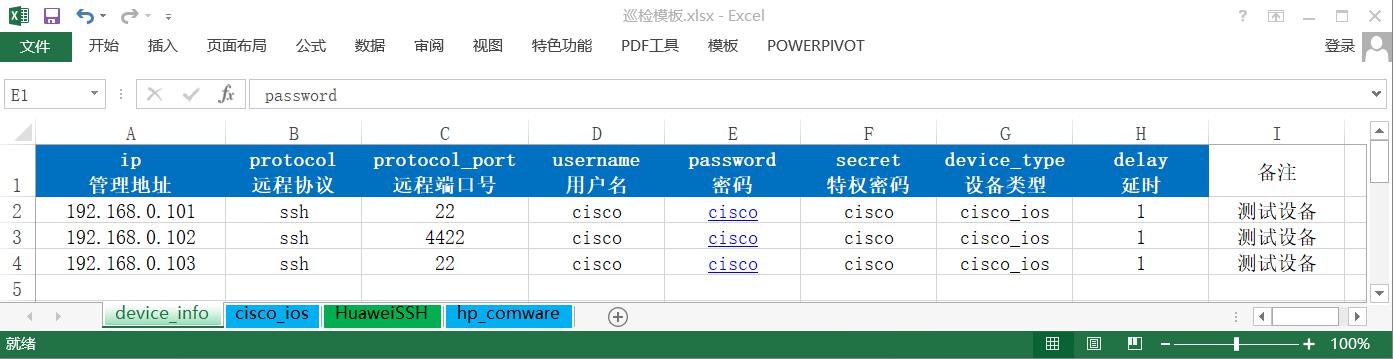 巡检模板.xlsx - Excel
文件 开始 插入 页面布局 公式 数据 审阅 视图 特色功能 PDF工具 模板 POWERPIVOT 登录
E1 fx password
A B C D E F G H I
1 ip protocol protocol_port username password secret device_type delay 备注
管理地址 远程协议 远程端口号 用户名 密码 特权密码 设备类型 延时
2 192.168.0.101 ssh 22 cisco cisco cisco cisco_ios 1 测试设备
3 192.168.0.102 ssh 4422 cisco cisco cisco cisco_ios 1 测试设备
4 192.168.0.103 ssh 22 cisco cisco cisco cisco_ios 1 测试设备
5
device_info cisco_ios HuaweiSSH hp_comware
就绪 100%